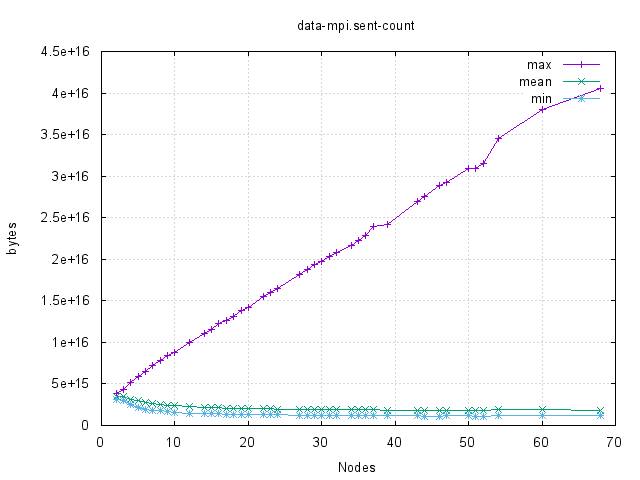 data-mpi.sent-count
4.5e+16
4e+16
3.5e+16
3e+16
2.5e+16
2e+16
1.5e+16
1e+16
5e+15
0
bytes
max
mean
min
0 10 20 30 40 50 60 70
Nodes